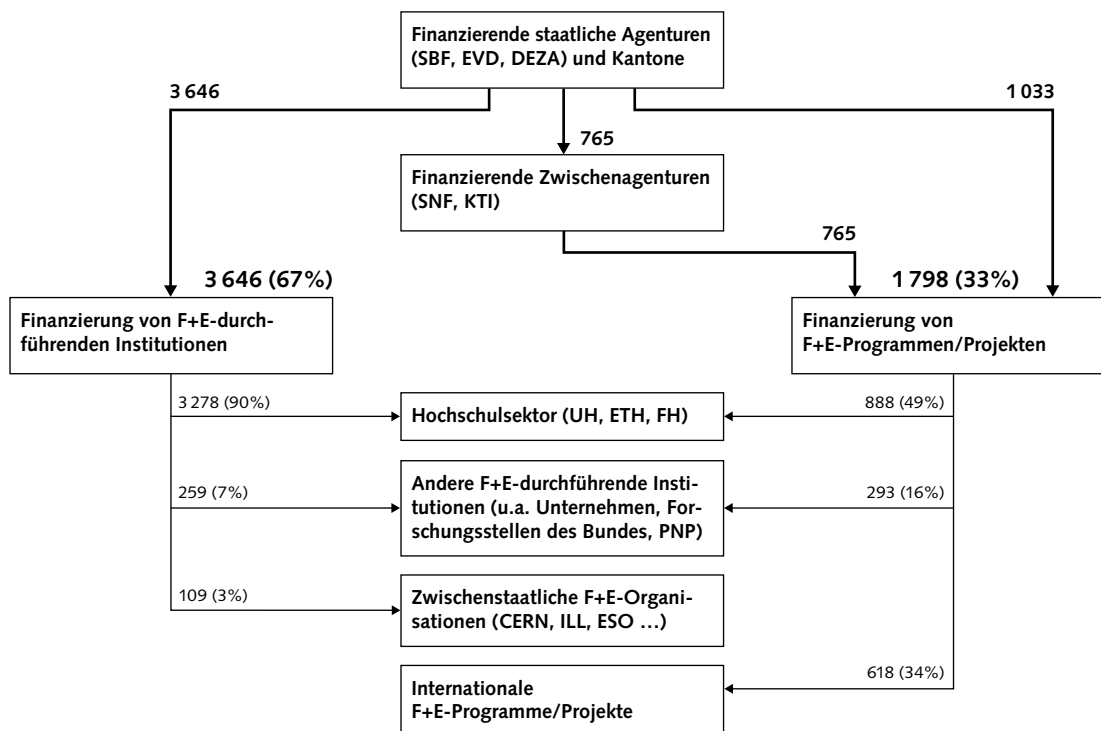 Finanzierende staatliche Agenturen
(SBF, EVD, DEZA) und Kantone
3 646
1 033
765
Finanzierende Zwischenagenturen
(SNF, KTI)
765
3 646 (67%)
1 798 (33%)
Finanzierung von F+E-durch-
führenden Institutionen
Finanzierung von
F+E-Programmen/Projekten
3 278 (90%)
Hochschulsektor (UH, ETH, FH)
888 (49%)
259 (7%)
Andere F+E-durchführende Insti-
tutionen (u.a. Unternehmen, For-
schungsstellen des Bundes, PNP)
293 (16%)
109 (3%)
Zwischenstaatliche F+E-Organi-
sationen (CERN, ILL, ESO …)
618 (34%)
Internationale
F+E-Programme/Projekte